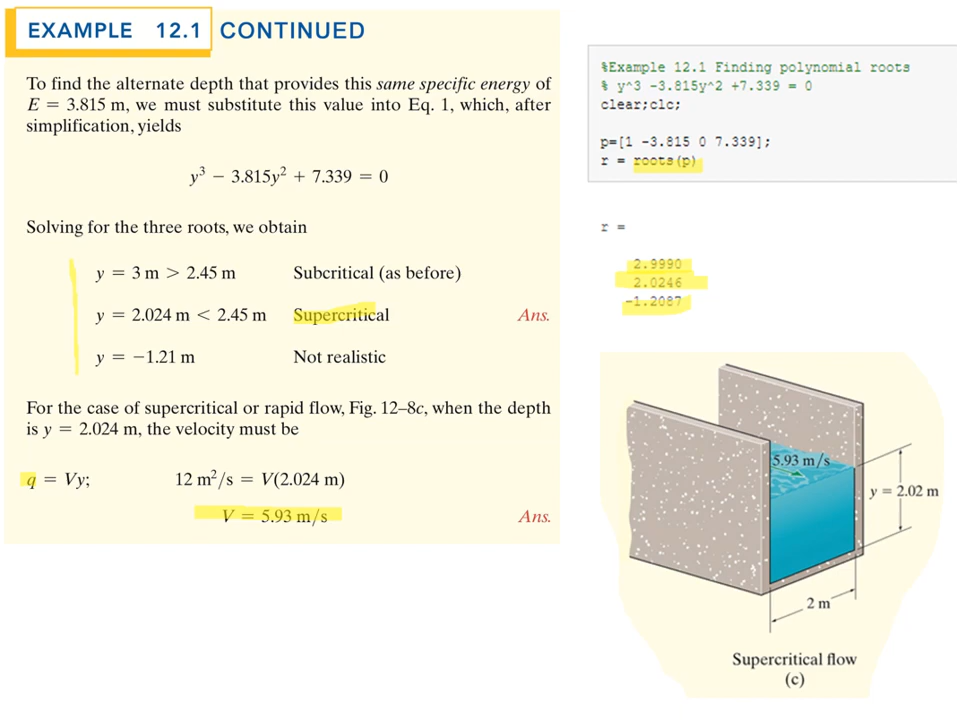 EXAMPLE 12.1 CONTINUED
To find the alternate depth that provides this same specific energy of
E = 3.815 m, we must substitute this value into Eq. 1, which, after
simplification, yields
y³ − 3.815y² + 7.339 = 0
Solving for the three roots, we obtain
y = 3 m > 2.45 m Subcritical (as before)
y = 2.024 m < 2.45 m Supercritical Ans.
y = −1.21 m Not realistic
For the case of supercritical or rapid flow, Fig. 12–8c, when the depth
is y = 2.024 m, the velocity must be
q = Vy; 12 m²/s = V(2.024 m)
V = 5.93 m/s Ans.
%Example 12.1 Finding polynomial roots
% y^3 -3.815y^2 +7.339 = 0
clear;clc;
p=[1 -3.815 0 7.339];
r = roots(p)
r =
2.9990
2.0246
-1.2087
5.93 m/s
y = 2.02 m
2 m
Supercritical flow
(c)